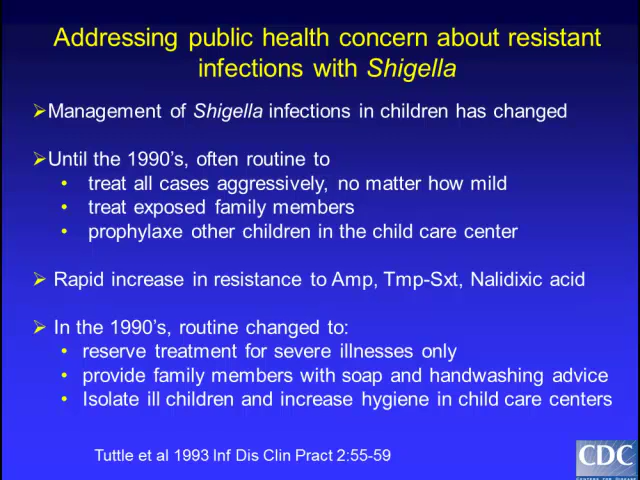 Addressing public health concern about resistant
infections with Shigella
➢Management of Shigella infections in children has changed
➢Until the 1990's, often routine to
• treat all cases aggressively, no matter how mild
• treat exposed family members
• prophylaxe other children in the child care center
➢ Rapid increase in resistance to Amp, Tmp-Sxt, Nalidixic acid
➢ In the 1990's, routine changed to:
• reserve treatment for severe illnesses only
• provide family members with soap and handwashing advice
• Isolate ill children and increase hygiene in child care centers
Tuttle et al 1993 Inf Dis Clin Pract 2:55-59
CDC